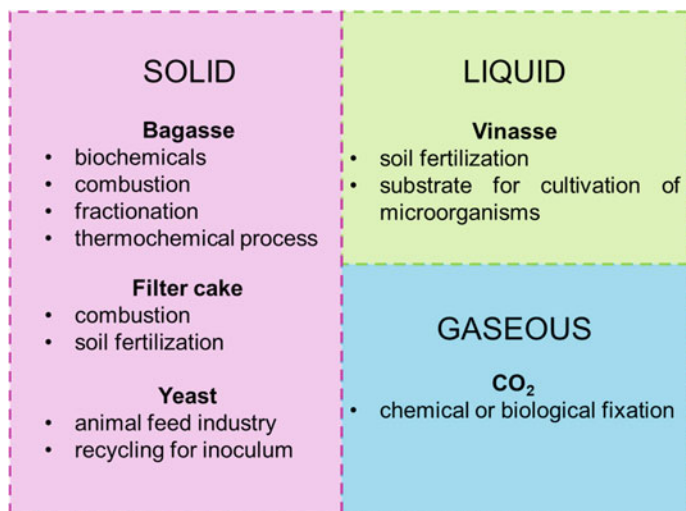 SOLID
Bagasse
• biochemicals
• combustion
• fractionation
• thermochemical process
Filter cake
• combustion
• soil fertilization
Yeast
• animal feed industry
• recycling for inoculum
LIQUID
Vinasse
• soil fertilization
• substrate for cultivation of
microorganisms
GASEOUS
CO₂
• chemical or biological fixation